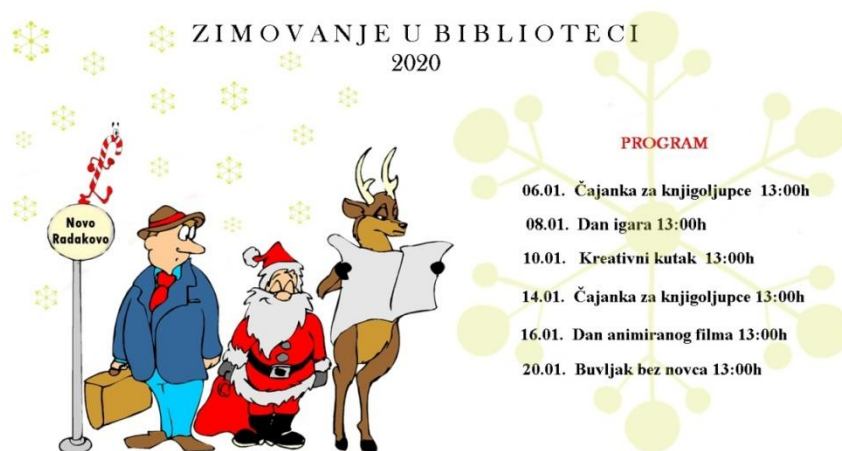 ZIMOVANJE U BIBLIOTECI
2020
Novo
Radakovo
PROGRAM
06.01. Čajanka za knjigoljupce 13:00h
08.01. Dan igara 13:00h
10.01. Kreativni kutak 13:00h
14.01. Čajanka za knjigoljupce 13:00h
16.01. Dan animiranog filma 13:00h
20.01. Buvljak bez novca 13:00h